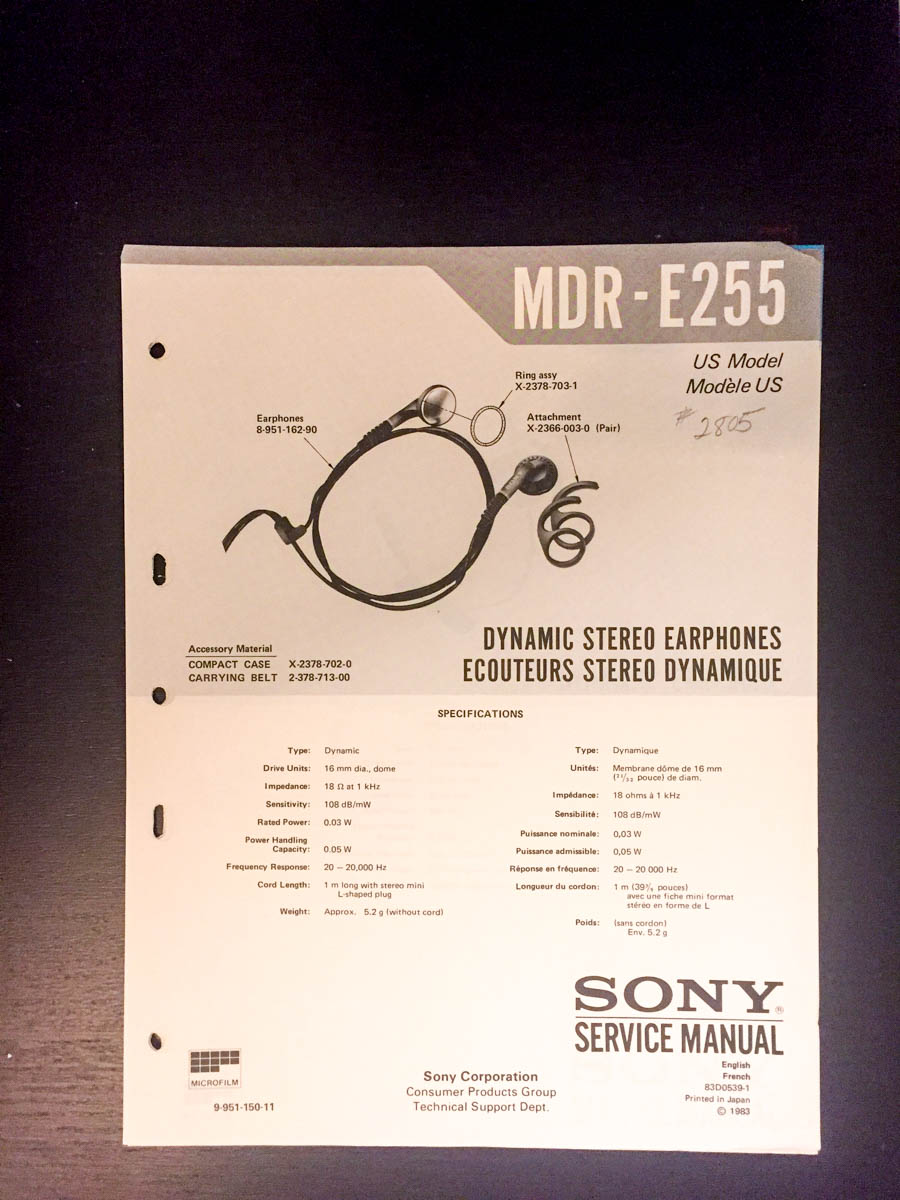 MDR-E255
US Model
Modèle US
# 2805
Ring assy
X-2378-703-1
Earphones
8-951-162-90
Attachment
X-2366-003-0 (Pair)
DYNAMIC STEREO EARPHONES
ECOUTEURS STEREO DYNAMIQUE
Accessory Material
COMPACT CASE X-2378-702-0
CARRYING BELT 2-378-713-00
SPECIFICATIONS
Type: Dynamic
Drive Units: 16 mm dia., dome
Impedance: 18 Ω at 1 kHz
Sensitivity: 108 dB/mW
Rated Power: 0.03 W
Power Handling
Capacity: 0.05 W
Frequency Response: 20 – 20,000 Hz
Cord Length: 1 m long with stereo mini
L-shaped plug
Weight: Approx. 5.2 g (without cord)
Type: Dynamique
Unités: Membrane dôme de 16 mm
(21/32 pouce) de diam.
Impédance: 18 ohms à 1 kHz
Sensibilité: 108 dB/mW
Puissance nominale: 0,03 W
Puissance admissible: 0,05 W
Réponse en fréquence: 20 – 20 000 Hz
Longueur du cordon: 1 m (39 pouces)
avec une fiche mini format
stéréo en forme de L
Poids: (sans cordon)
Env. 5.2 g
SONY®
SERVICE MANUAL
English
French
83D0539-1
Printed in Japan
© 1983
MICROFILM
9-951-150-11
Sony Corporation
Consumer Products Group
Technical Support Dept.